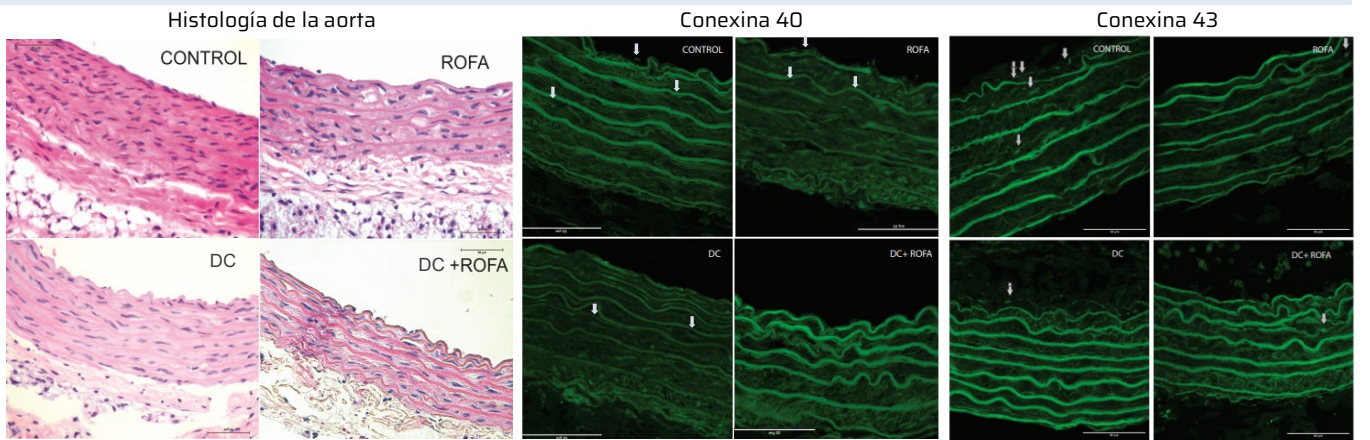 Histología de la aorta
Conexina 40
Conexina 43
CONTROL
ROFA
CONTROL
ROFA
CONTROL
ROFA
DC
DC +ROFA
DC
DC+ ROFA
DC
DC+ ROFA